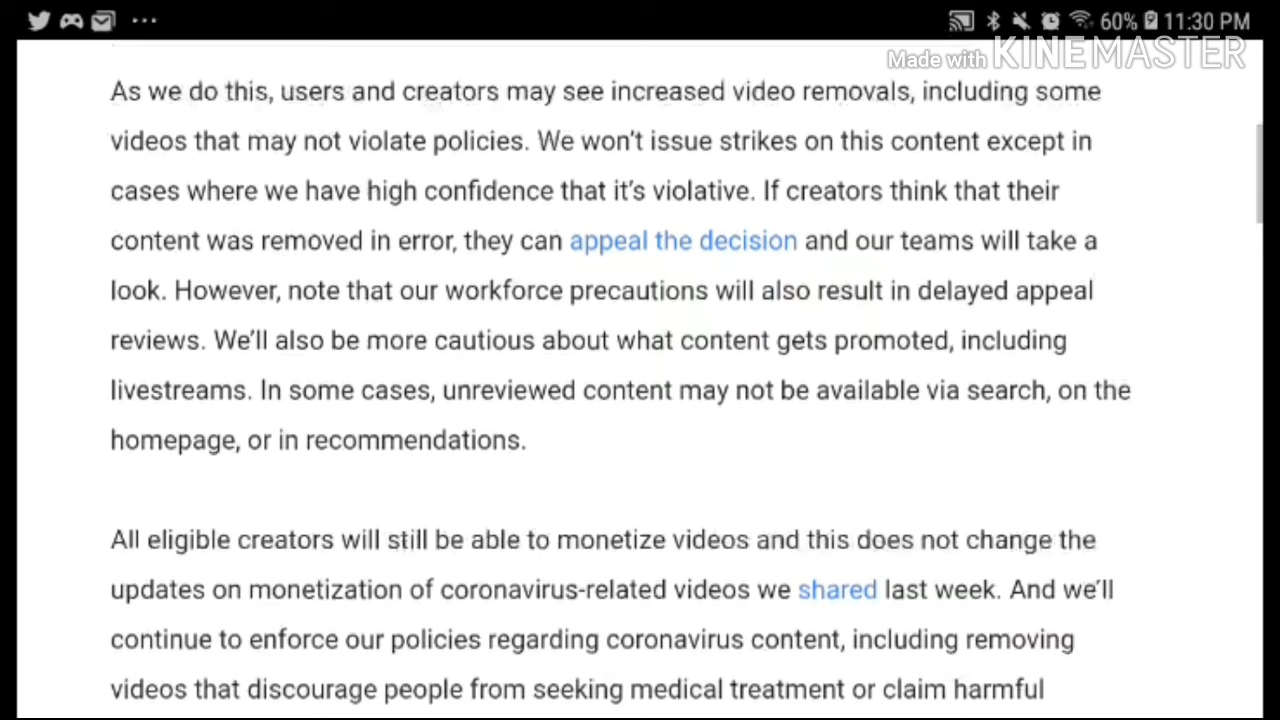 60% 11:30 PM
Made with KINEMASTER
As we do this, users and creators may see increased video removals, including some
videos that may not violate policies. We won't issue strikes on this content except in
cases where we have high confidence that it's violative. If creators think that their
content was removed in error, they can appeal the decision and our teams will take a
look. However, note that our workforce precautions will also result in delayed appeal
reviews. We'll also be more cautious about what content gets promoted, including
livestreams. In some cases, unreviewed content may not be available via search, on the
homepage, or in recommendations.
All eligible creators will still be able to monetize videos and this does not change the
updates on monetization of coronavirus-related videos we shared last week. And we'll
continue to enforce our policies regarding coronavirus content, including removing
videos that discourage people from seeking medical treatment or claim harmful